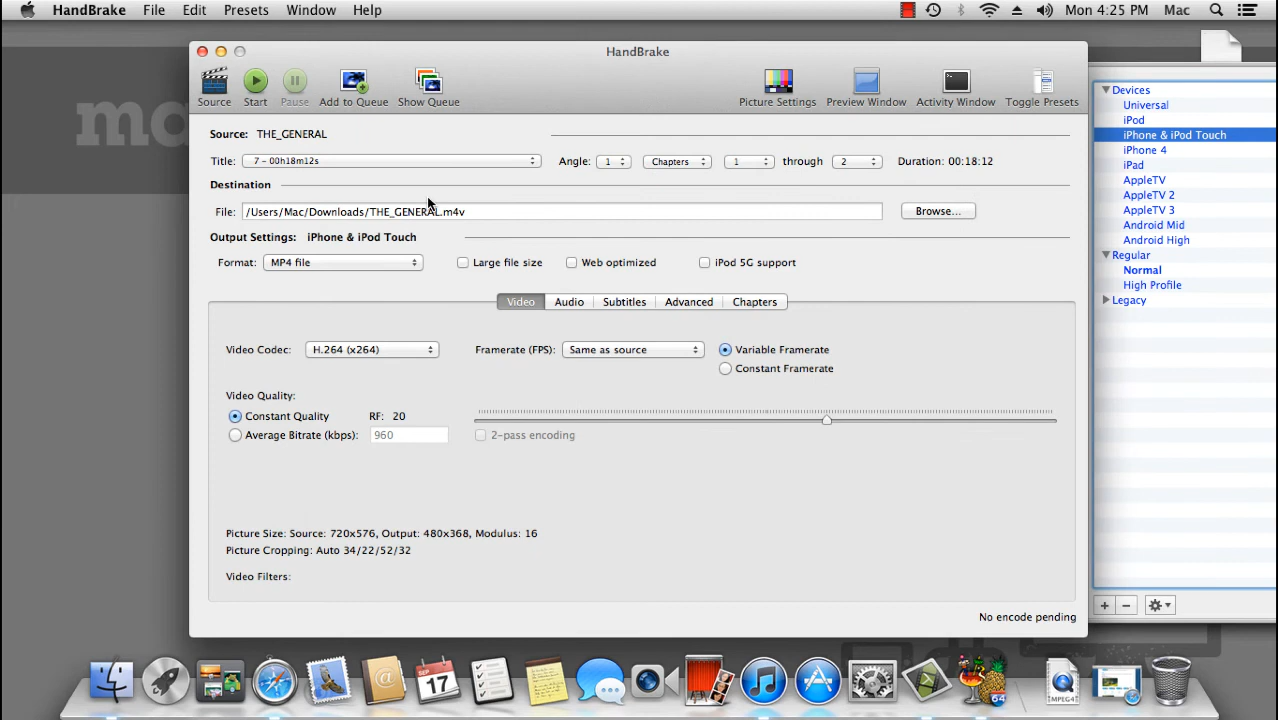 HandBrake File Edit Presets Window Help Mon 4:25 PM Mac
HandBrake
Source Start Pause Add to Queue Show Queue Picture Settings Preview Window Activity Window Toggle Presets
Source: THE_GENERAL
Title: 7 - 00h18m12s Angle: 1 Chapters 1 through 2 Duration: 00:18:12
Destination
File: /Users/Mac/Downloads/THE_GENERAL.m4v Browse...
Output Settings: iPhone & iPod Touch
Format: MP4 file Large file size Web optimized iPod 5G support
Video Audio Subtitles Advanced Chapters
Video Codec: H.264 (x264) Framerate (FPS): Same as source Variable Framerate
Constant Framerate
Video Quality:
Constant Quality RF: 20
Average Bitrate (kbps): 960 2-pass encoding
Picture Size: Source: 720x576, Output: 480x368, Modulus: 16
Picture Cropping: Auto 34/22/52/32
Video Filters:
No encode pending
Devices
Universal
iPod
iPhone & iPod Touch
iPhone 4
iPad
AppleTV
AppleTV 2
AppleTV 3
Android Mid
Android High
Regular
Normal
High Profile
Legacy
SEP
17
MPEG4
64